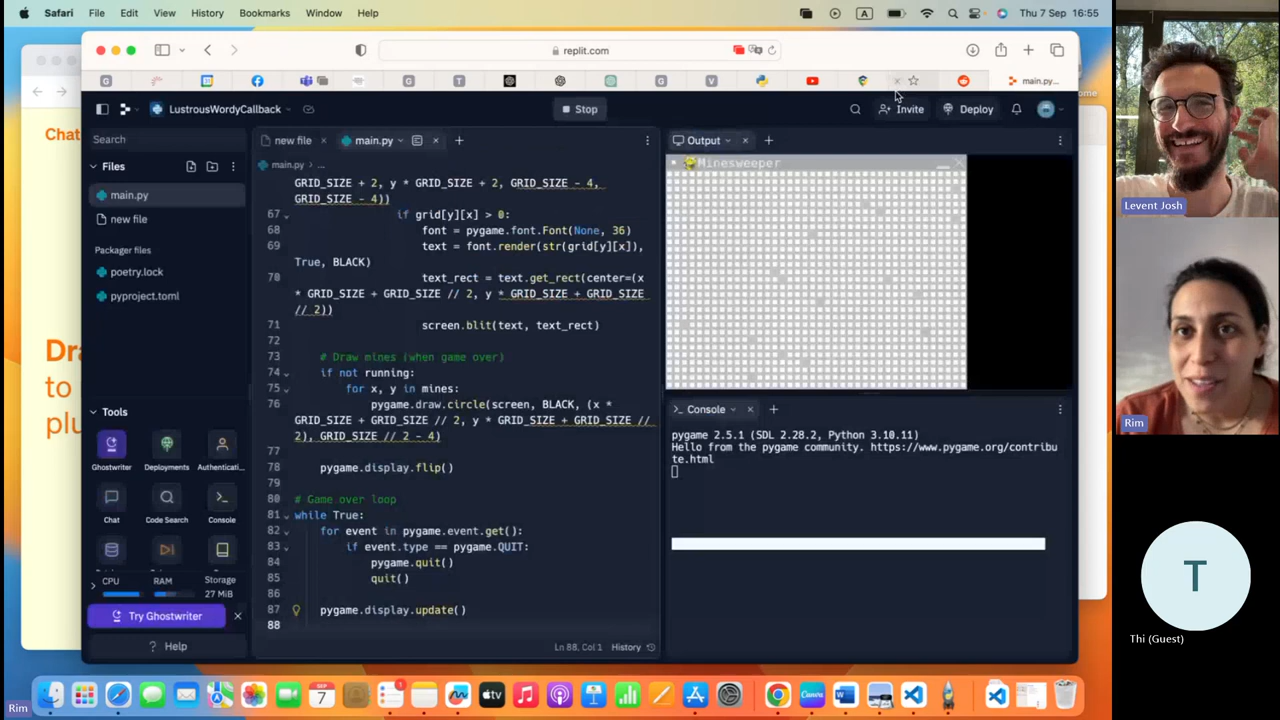 Safari File Edit View History Bookmarks Window Help
A
Thu 7 Sep 16:55
replit.com
main.py...
LustrousWordyCallback
Stop
Invite
Deploy
Search
Files
main.py
new file
Packager files
poetry.lock
pyproject.toml
Tools
Ghostwriter
Deployments
Authenticati...
Chat
Code Search
Console
CPU
RAM
Storage
27 MiB
Try Ghostwriter
Help
new file
main.py
main.py > ...
GRID_SIZE + 2, y * GRID_SIZE + 2, GRID_SIZE - 4,
GRID_SIZE - 4))
67 if grid[y][x] > 0:
68 font = pygame.font.Font(None, 36)
69 text = font.render(str(grid[y][x]),
True, BLACK)
70 text_rect = text.get_rect(center=(x
* GRID_SIZE + GRID_SIZE // 2, y * GRID_SIZE + GRID_SIZE
// 2))
71 screen.blit(text, text_rect)
72
73 # Draw mines (when game over)
74 if not running:
75 for x, y in mines:
76 pygame.draw.circle(screen, BLACK, (x *
GRID_SIZE + GRID_SIZE // 2, y * GRID_SIZE + GRID_SIZE //
2), GRID_SIZE // 2 - 4)
77
78 pygame.display.flip()
79
80 # Game over loop
81 while True:
82 for event in pygame.event.get():
83 if event.type == pygame.QUIT:
84 pygame.quit()
85 quit()
86
87 pygame.display.update()
88
Ln 88, Col 1 History
Output
Minesweeper
Console
pygame 2.5.1 (SDL 2.28.2, Python 3.10.11)
Hello from the pygame community. https://www.pygame.org/contribu
te.html
Chat
to
plu
Levent Josh
Rim
T
Thi (Guest)
Rim